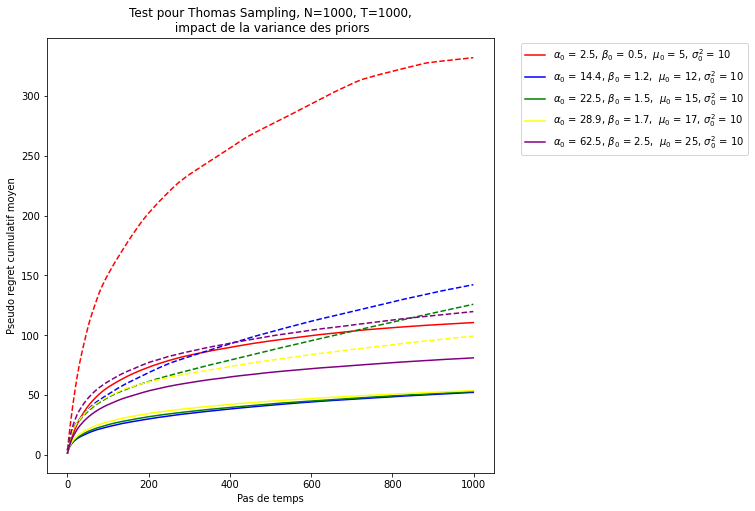 Test pour Thomas Sampling, N=1000, T=1000,
impact de la variance des priors
α₀ = 2.5, β₀ = 0.5, μ₀ = 5, σ₀² = 10
α₀ = 14.4, β₀ = 1.2, μ₀ = 12, σ₀² = 10
α₀ = 22.5, β₀ = 1.5, μ₀ = 15, σ₀² = 10
α₀ = 28.9, β₀ = 1.7, μ₀ = 17, σ₀² = 10
α₀ = 62.5, β₀ = 2.5, μ₀ = 25, σ₀² = 10
Pseudo regret cumulatif moyen
300
250
200
150
100
50
0
0 200 400 600 800 1000
Pas de temps